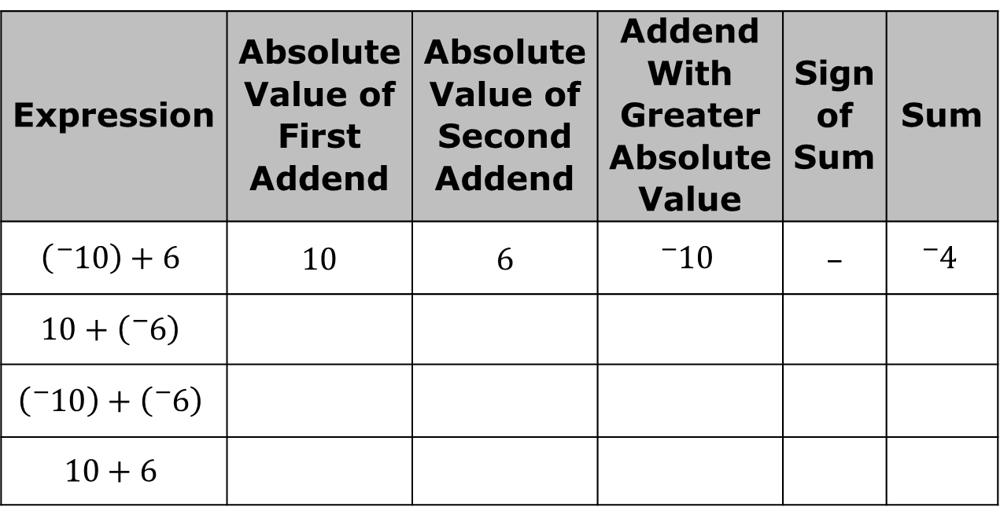 Expression
Absolute
Value of
First
Addend
Absolute
Value of
Second
Addend
Addend
With
Greater
Absolute
Value
Sign
of
Sum
Sum
(⁻10) + 6
10
6
⁻10
–
⁻4
10 + (⁻6)
(⁻10) + (⁻6)
10 + 6